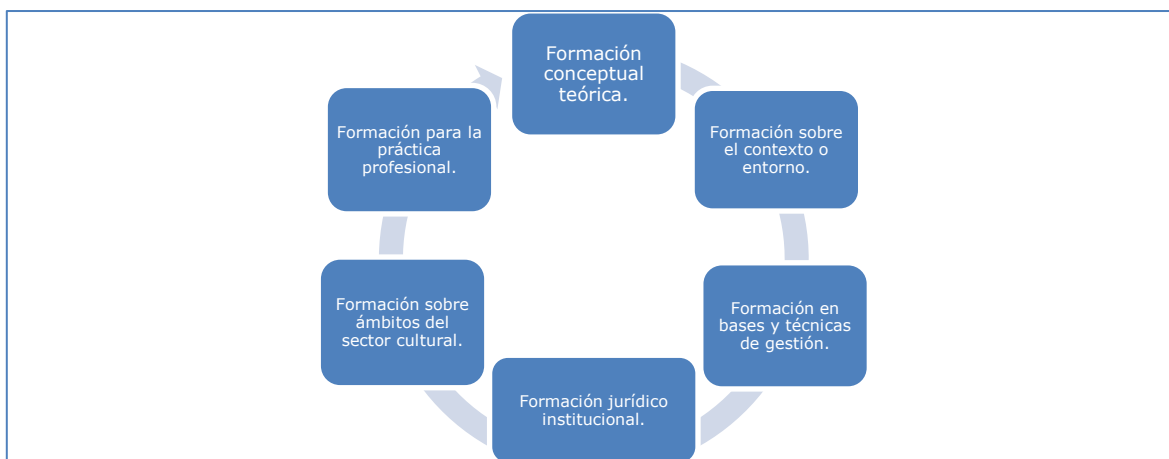 Formación
conceptual
teórica.
Formación sobre
el contexto o
entorno.
Formación en
bases y técnicas
de gestión.
Formación jurídico
institucional.
Formación sobre
ámbitos del
sector cultural.
Formación para la
práctica
profesional.